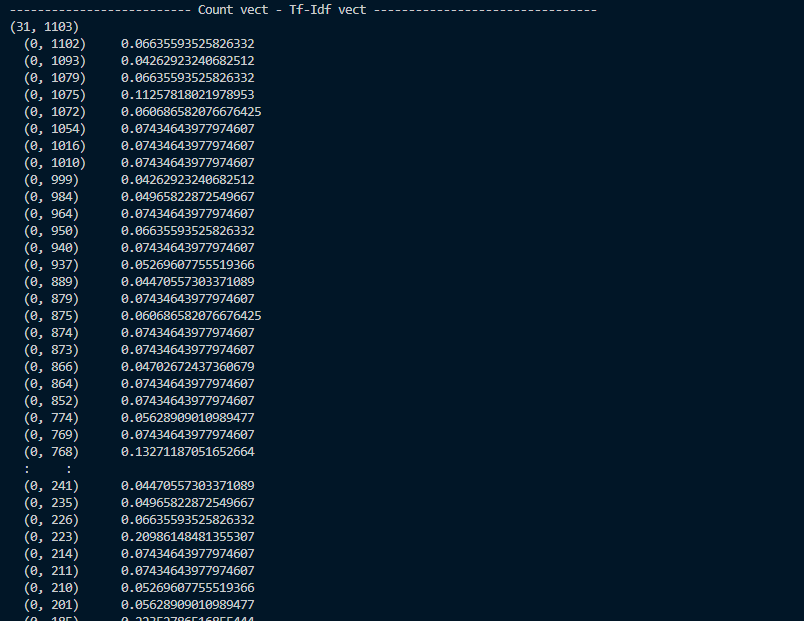 -------------------------- Count vect - Tf-Idf vect --------------------------------
(31, 1103)
(0, 1102) 0.06635593525826332
(0, 1093) 0.04262923240682512
(0, 1079) 0.06635593525826332
(0, 1075) 0.11257818021978953
(0, 1072) 0.060686582076676425
(0, 1054) 0.07434643977974607
(0, 1016) 0.07434643977974607
(0, 1010) 0.07434643977974607
(0, 999) 0.04262923240682512
(0, 984) 0.04965822872549667
(0, 964) 0.07434643977974607
(0, 950) 0.06635593525826332
(0, 940) 0.07434643977974607
(0, 937) 0.05269607755519366
(0, 889) 0.04470557303371089
(0, 879) 0.07434643977974607
(0, 875) 0.060686582076676425
(0, 874) 0.07434643977974607
(0, 873) 0.07434643977974607
(0, 866) 0.04702672437360679
(0, 864) 0.07434643977974607
(0, 852) 0.07434643977974607
(0, 774) 0.05628909010989477
(0, 769) 0.07434643977974607
(0, 768) 0.13271187051652664
: :
(0, 241) 0.04470557303371089
(0, 235) 0.04965822872549667
(0, 226) 0.06635593525826332
(0, 223) 0.20986148481355307
(0, 214) 0.07434643977974607
(0, 211) 0.07434643977974607
(0, 210) 0.05269607755519366
(0, 201) 0.05628909010989477